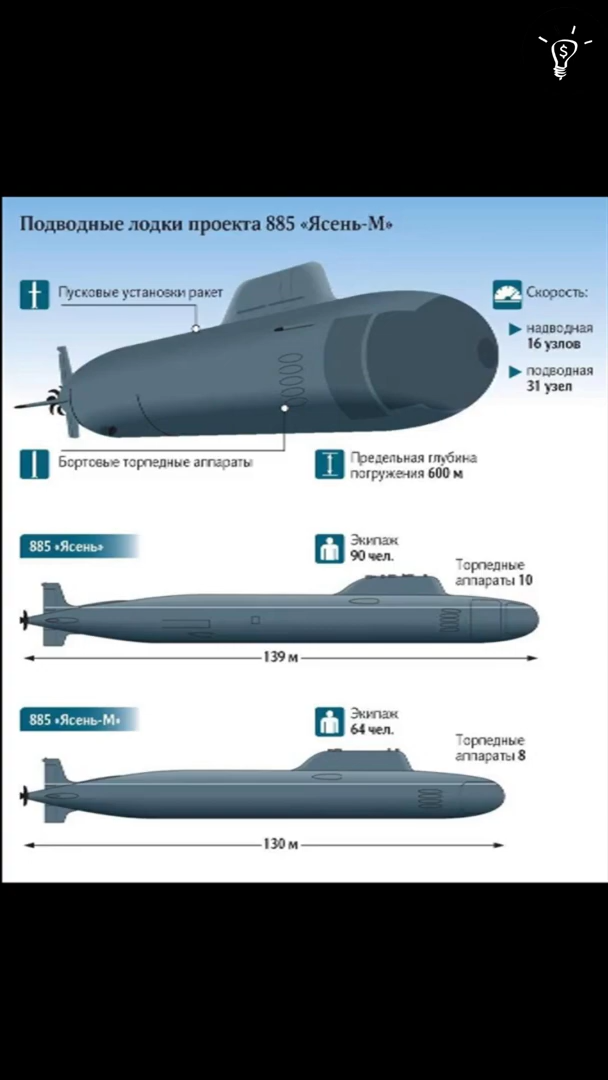 $
Подводные лодки проекта 885 «Ясень-М»
Пусковые установки ракет
Скорость:
надводная
16 узлов
подводная
31 узел
Бортовые торпедные аппараты
Предельная глубина
погружения 600 м
885 «Ясень»
Экипаж
90 чел.
Торпедные
аппараты 10
139 м
885 «Ясень-М»
Экипаж
64 чел.
Торпедные
аппараты 8
130 м